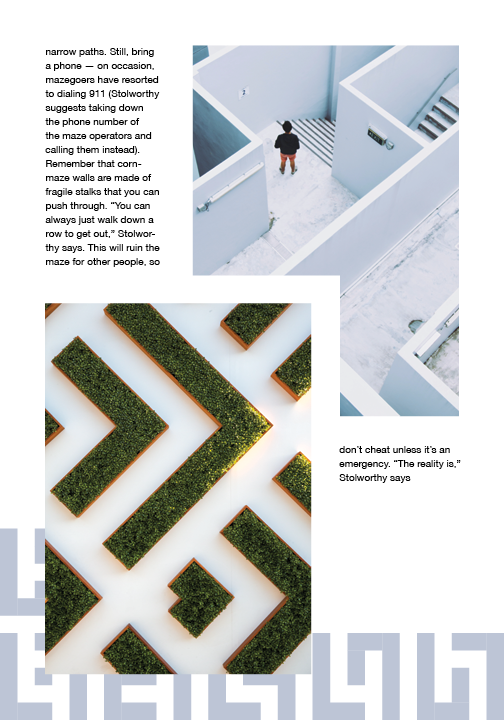 narrow paths. Still, bring
a phone — on occasion,
mazegoers have resorted
to dialing 911 (Stolworthy
suggests taking down
the phone number of
the maze operators and
calling them instead).
Remember that corn-
maze walls are made of
fragile stalks that you can
push through. “You can
always just walk down a
row to get out,” Stolwor-
thy says. This will ruin the
maze for other people, so
don’t cheat unless it’s an
emergency. “The reality is,”
Stolworthy says